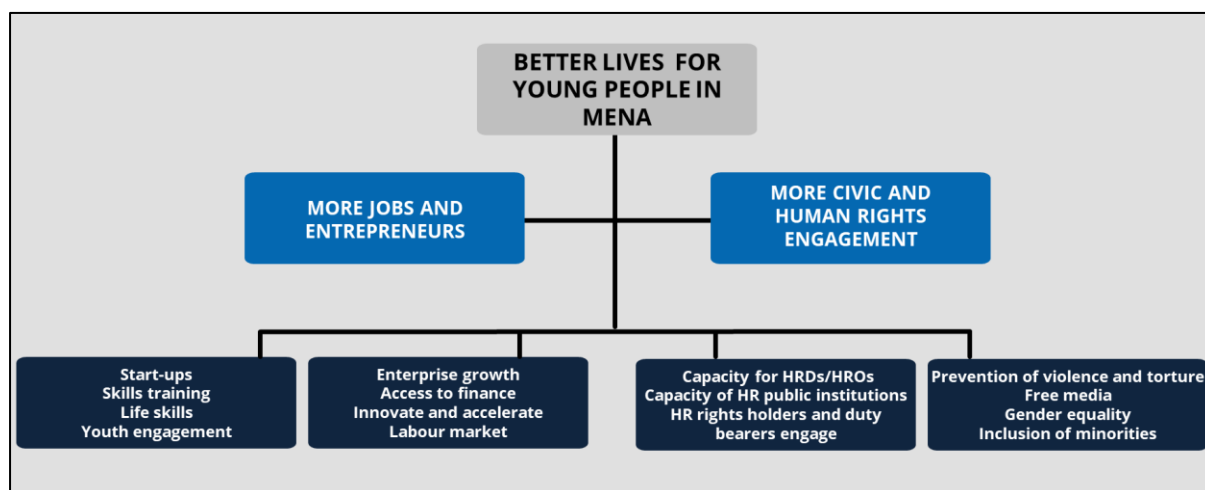 BETTER LIVES FOR
YOUNG PEOPLE IN
MENA
MORE JOBS AND
ENTREPRENEURS
MORE CIVIC AND
HUMAN RIGHTS
ENGAGEMENT
Start-ups
Skills training
Life skills
Youth engagement
Enterprise growth
Access to finance
Innovate and accelerate
Labour market
Capacity for HRDs/HROs
Capacity of HR public institutions
HR rights holders and duty
bearers engage
Prevention of violence and torture
Free media
Gender equality
Inclusion of minorities